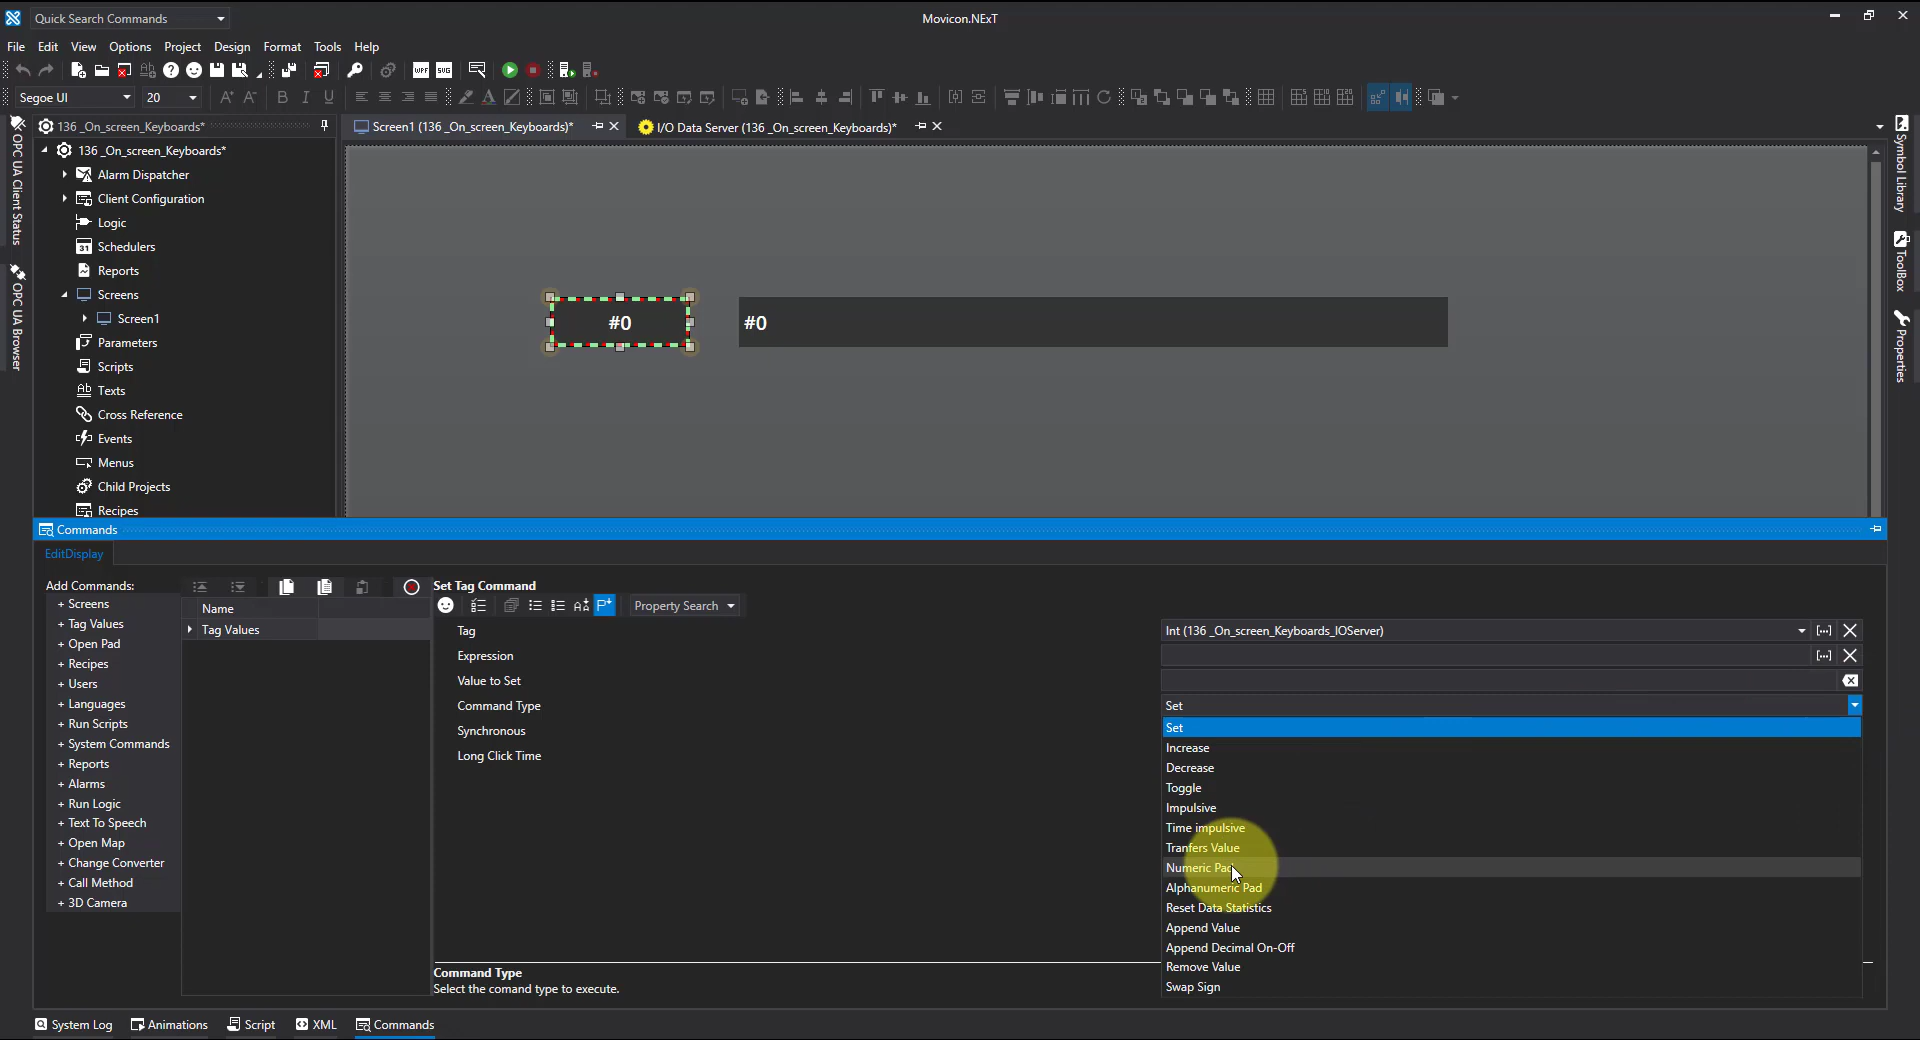 Quick Search Commands
Movicon.NExT
File Edit View Options Project Design Format Tools Help
WPF SVG
Segoe UI 20 B I U
136 _On_screen_Keyboards*
Screen1 (136 _On_screen_Keyboards)*
I/O Data Server (136 _On_screen_Keyboards)*
OPC UA Client Status
OPC UA Browser
136 _On_screen_Keyboards*
Alarm Dispatcher
Client Configuration
Logic
Schedulers
Reports
Screens
Screen1
Parameters
Scripts
Texts
Cross Reference
Events
Menus
Child Projects
Recipes
#0
#0
Symbol Library
ToolBox
Properties
Commands
EditDisplay
Add Commands:
+ Screens
+ Tag Values
+ Open Pad
+ Recipes
+ Users
+ Languages
+ Run Scripts
+ System Commands
+ Reports
+ Alarms
+ Run Logic
+ Text To Speech
+ Open Map
+ Change Converter
+ Call Method
+ 3D Camera
Name
Tag Values
Set Tag Command
Property Search
Tag
Int (136 _On_screen_Keyboards_IOServer)
Expression
Value to Set
Command Type
Set
Synchronous
Long Click Time
Set
Increase
Decrease
Toggle
Impulsive
Time impulsive
Tranfers Value
Numeric Pad
Alphanumeric Pad
Reset Data Statistics
Append Value
Append Decimal On-Off
Remove Value
Swap Sign
Command Type
Select the comand type to execute.
System Log Animations Script XML Commands